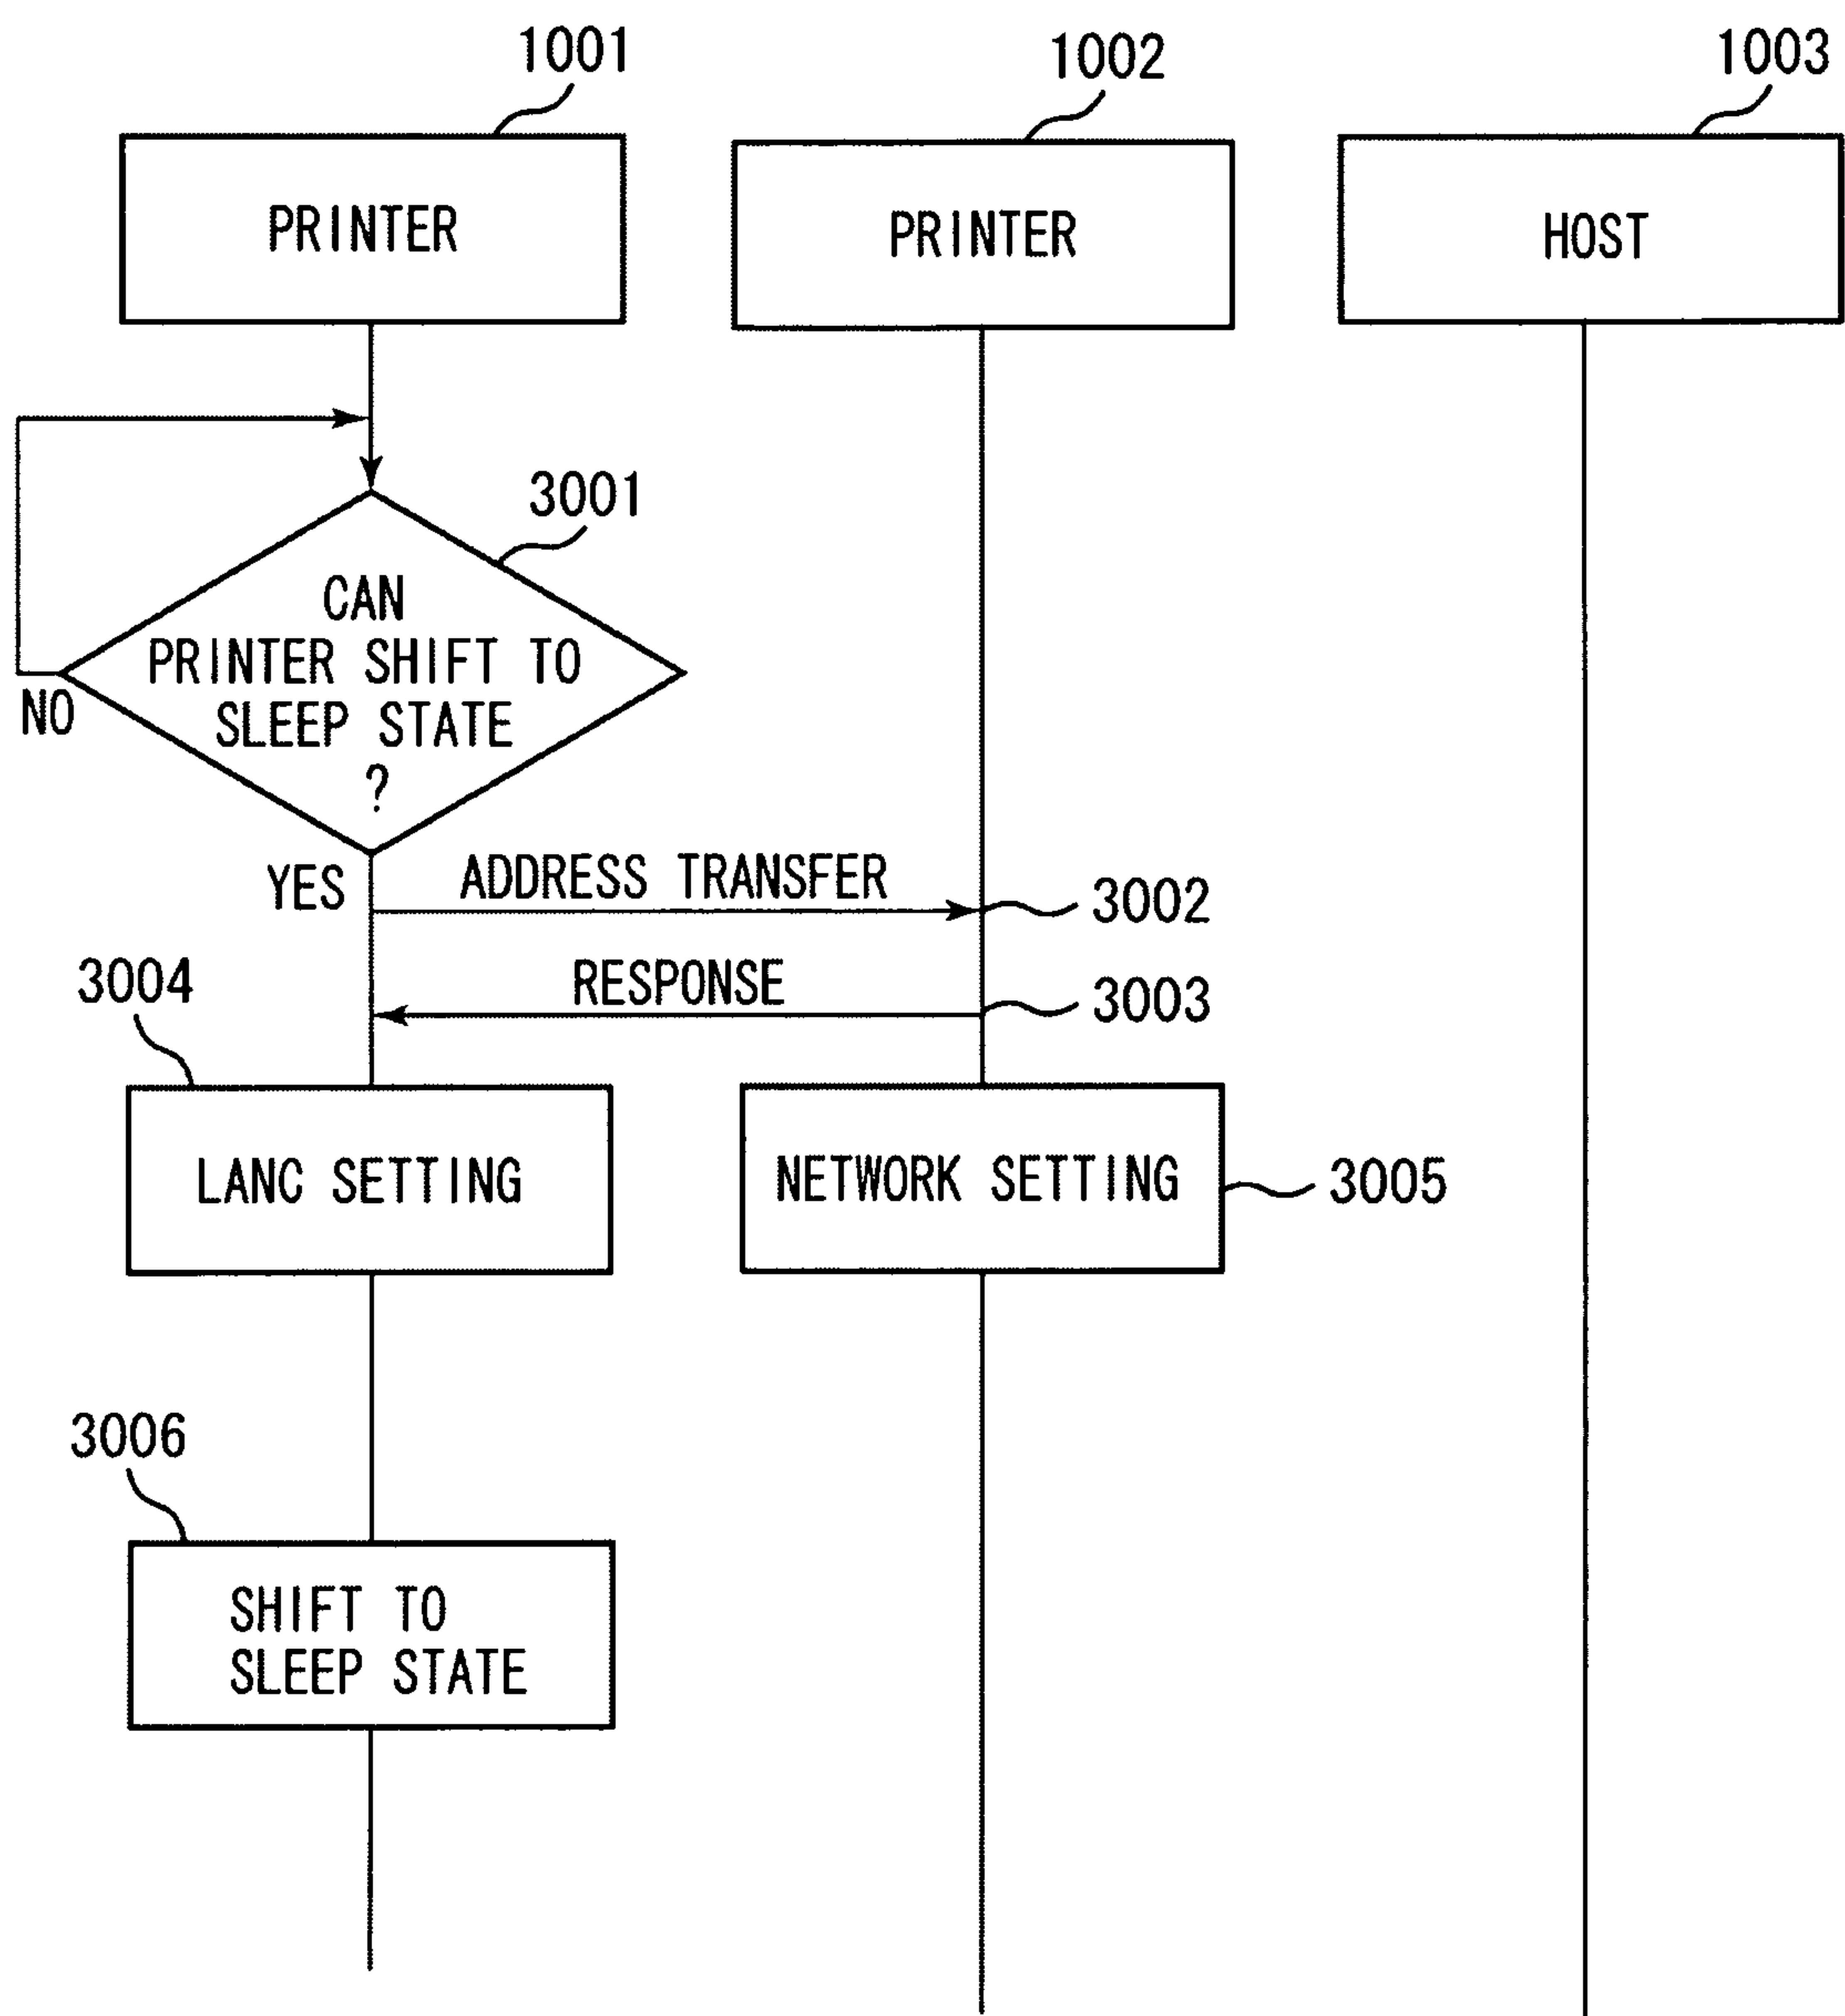 1001
1002
1003
PRINTER
PRINTER
HOST
3001
CAN
PRINTER SHIFT TO
SLEEP STATE
?
NO
YES
ADDRESS TRANSFER
3002
RESPONSE
3003
3004
LANC SETTING
NETWORK SETTING
3005
3006
SHIFT TO
SLEEP STATE